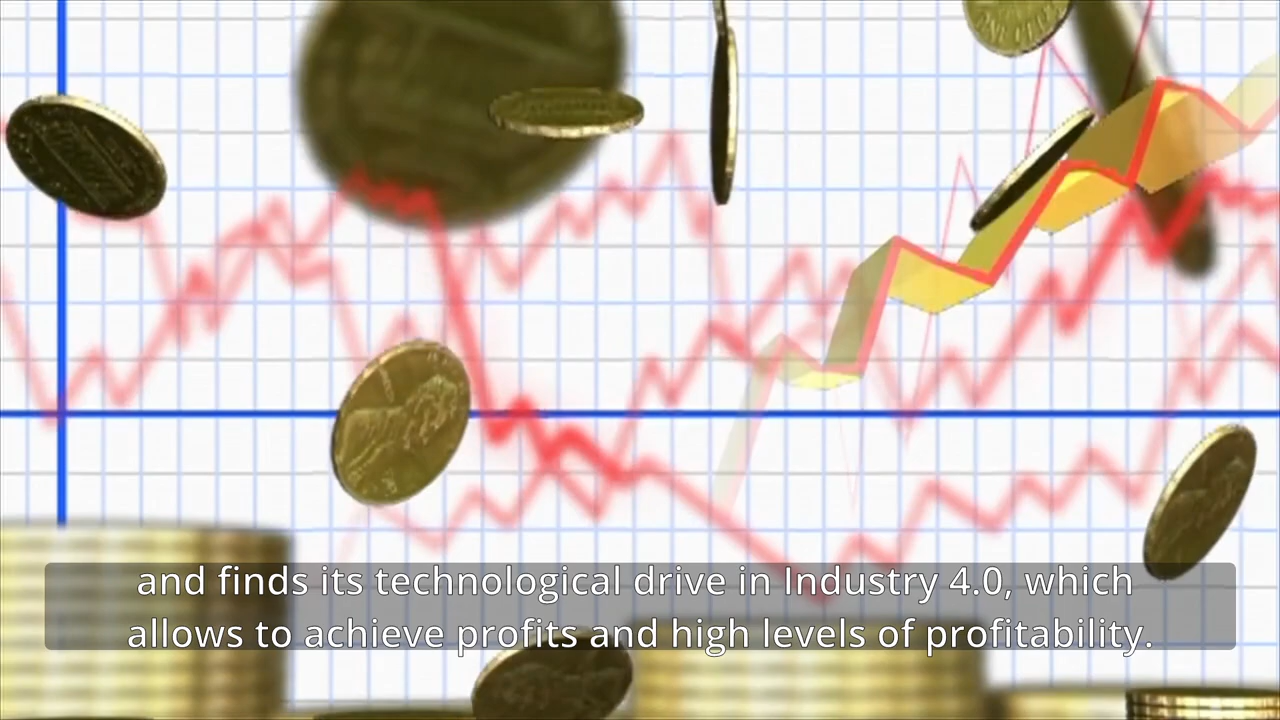 and finds its technological drive in Industry 4.0, which
allows to achieve profits and high levels of profitability.